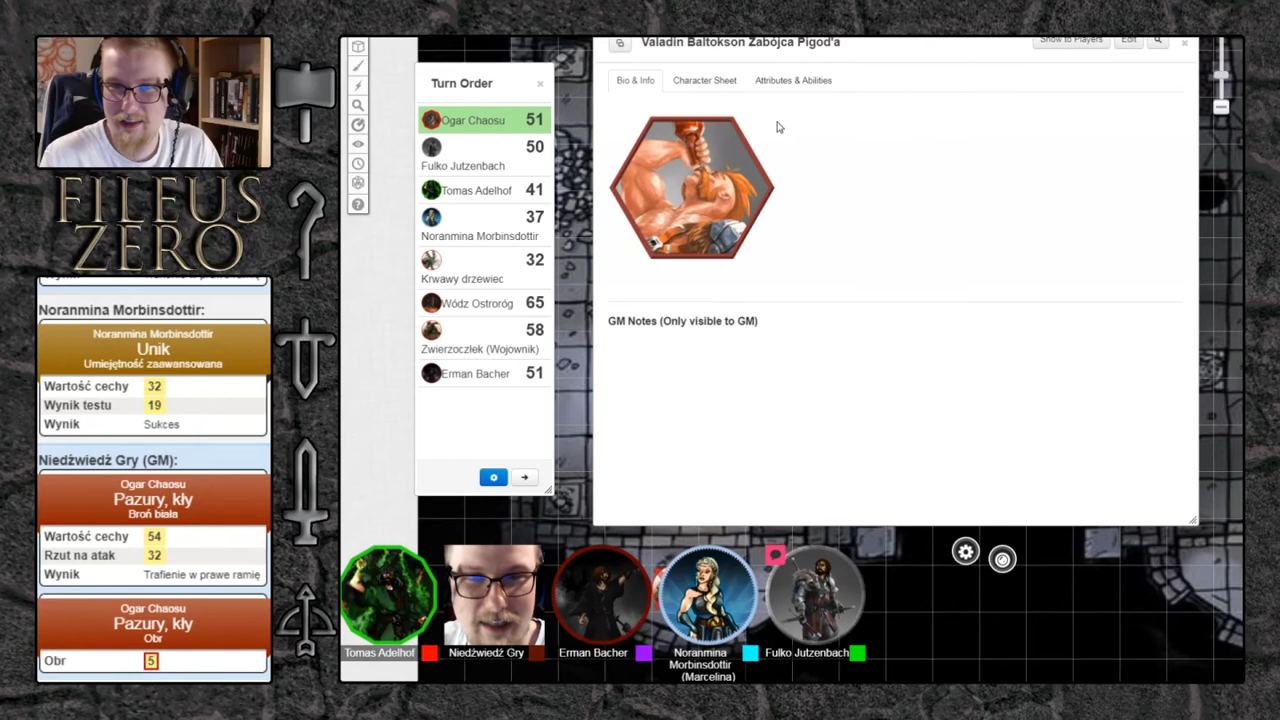 FILEUS
ZERO
Noranmina Morbinsdottir:
Noranmina Morbinsdottir
Unik
Umiejętność zaawansowana
Wartość cechy 32
Wynik testu 19
Wynik Sukces
Niedźwiedź Gry (GM):
Ogar Chaosu
Pazury, kły
Broń biała
Wartość cechy 54
Rzut na atak 32
Wynik Trafienie w prawe ramię
Ogar Chaosu
Pazury, kły
Obr
Obr 5
Turn Order ×
Ogar Chaosu 51
50
Fulko Jutzenbach
Tomas Adelhof 41
37
Noranmina Morbinsdottir
32
Krwawy drzewiec
Wódz Ostroróg 65
58
Zwierzoczłek (Wojownik)
Erman Bacher 51
Valadin Baltokson Zabójca Pigod'a
Show to Players Edit ×
Bio & Info Character Sheet Attributes & Abilities
GM Notes (Only visible to GM)
Tomas Adelhof
Niedźwiedź Gry
Erman Bacher
Noranmina
Morbinsdottir
(Marcelina)
Fulko Jutzenbach